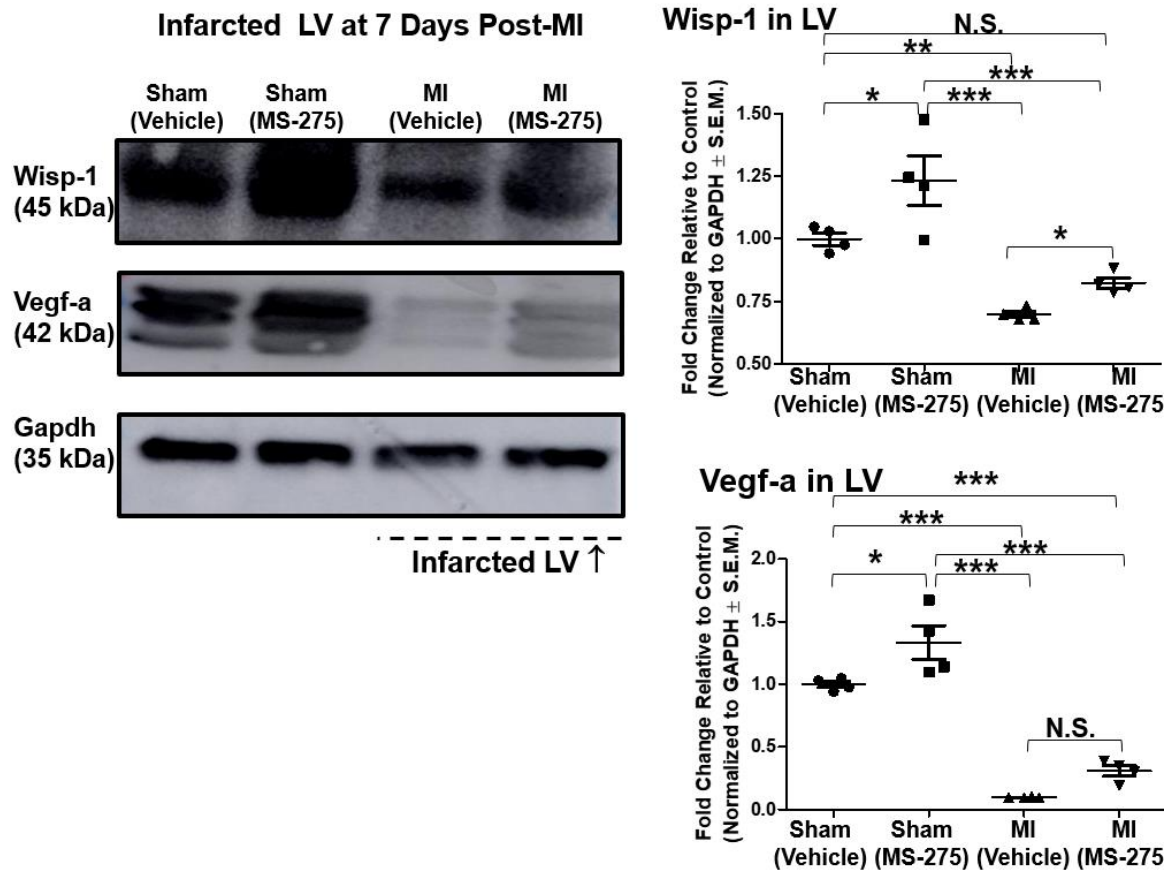 Infarcted LV at 7 Days Post-MI
Sham
(Vehicle)
Sham
(MS-275)
MI
(Vehicle)
MI
(MS-275)
Wisp-1
(45 kDa)
Vegf-a
(42 kDa)
Gapdh
(35 kDa)
Infarcted LV ↑
Wisp-1 in LV
N.S.
**
***
*
***
*
Fold Change Relative to Control
(Normalized to GAPDH ± S.E.M.)
1.50
1.25
1.00
0.75
0.50
Sham
(Vehicle)
Sham
(MS-275)
MI
(Vehicle)
MI
(MS-275
Vegf-a in LV
***
***
***
*
***
N.S.
Fold Change Relative to Control
(Normalized to GAPDH ± S.E.M.)
2.0
1.5
1.0
0.5
0.0
Sham
(Vehicle)
Sham
(MS-275)
MI
(Vehicle)
MI
(MS-275